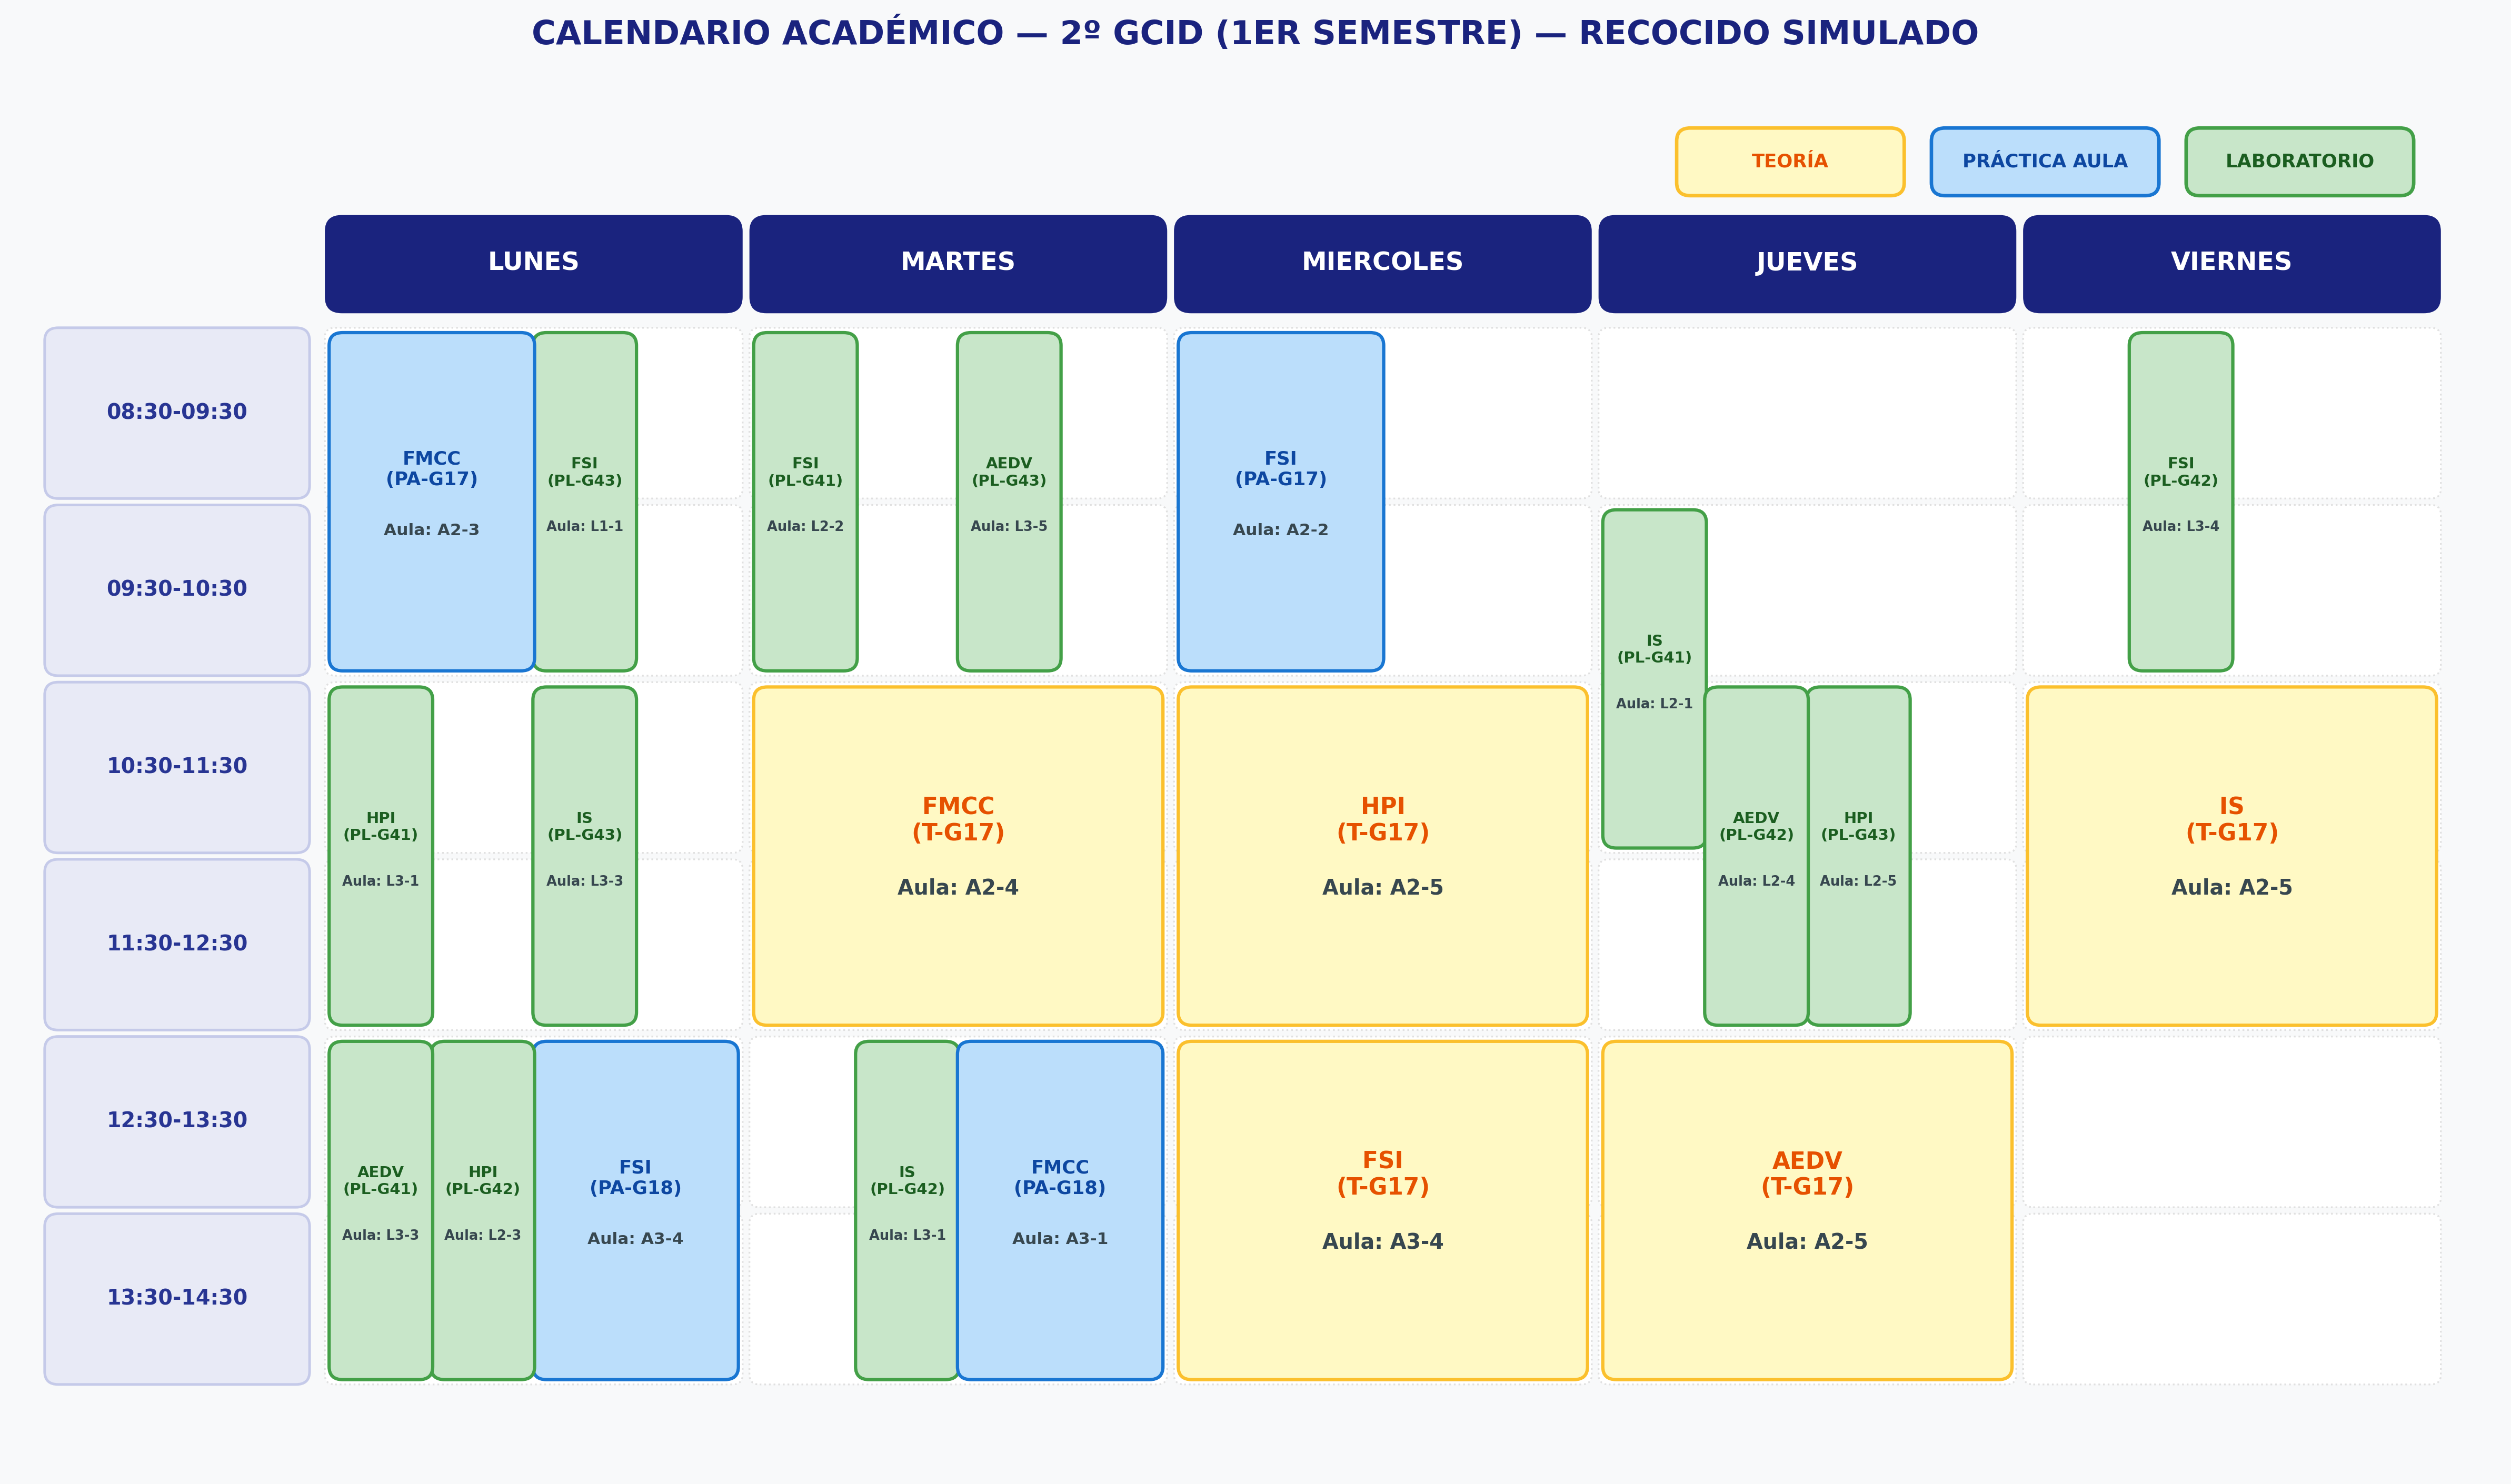 CALENDARIO ACADÉMICO — 2º GCID (1ER SEMESTRE) — RECOCIDO SIMULADO
TEORÍA
PRÁCTICA AULA
LABORATORIO
LUNES
MARTES
MIERCOLES
JUEVES
VIERNES
08:30-09:30
FMCC
(PA-G17)
Aula: A2-3
FSI
(PL-G43)
Aula: L1-1
FSI
(PL-G41)
Aula: L2-2
AEDV
(PL-G43)
Aula: L3-5
FSI
(PA-G17)
Aula: A2-2
FSI
(PL-G42)
Aula: L3-4
09:30-10:30
IS
(PL-G41)
Aula: L2-1
10:30-11:30
HPI
(PL-G41)
Aula: L3-1
IS
(PL-G43)
Aula: L3-3
FMCC
(T-G17)
Aula: A2-4
HPI
(T-G17)
Aula: A2-5
AEDV
(PL-G42)
Aula: L2-4
HPI
(PL-G43)
Aula: L2-5
IS
(T-G17)
Aula: A2-5
11:30-12:30
12:30-13:30
AEDV
(PL-G41)
Aula: L3-3
HPI
(PL-G42)
Aula: L2-3
FSI
(PA-G18)
Aula: A3-4
IS
(PL-G42)
Aula: L3-1
FMCC
(PA-G18)
Aula: A3-1
FSI
(T-G17)
Aula: A3-4
AEDV
(T-G17)
Aula: A2-5
13:30-14:30